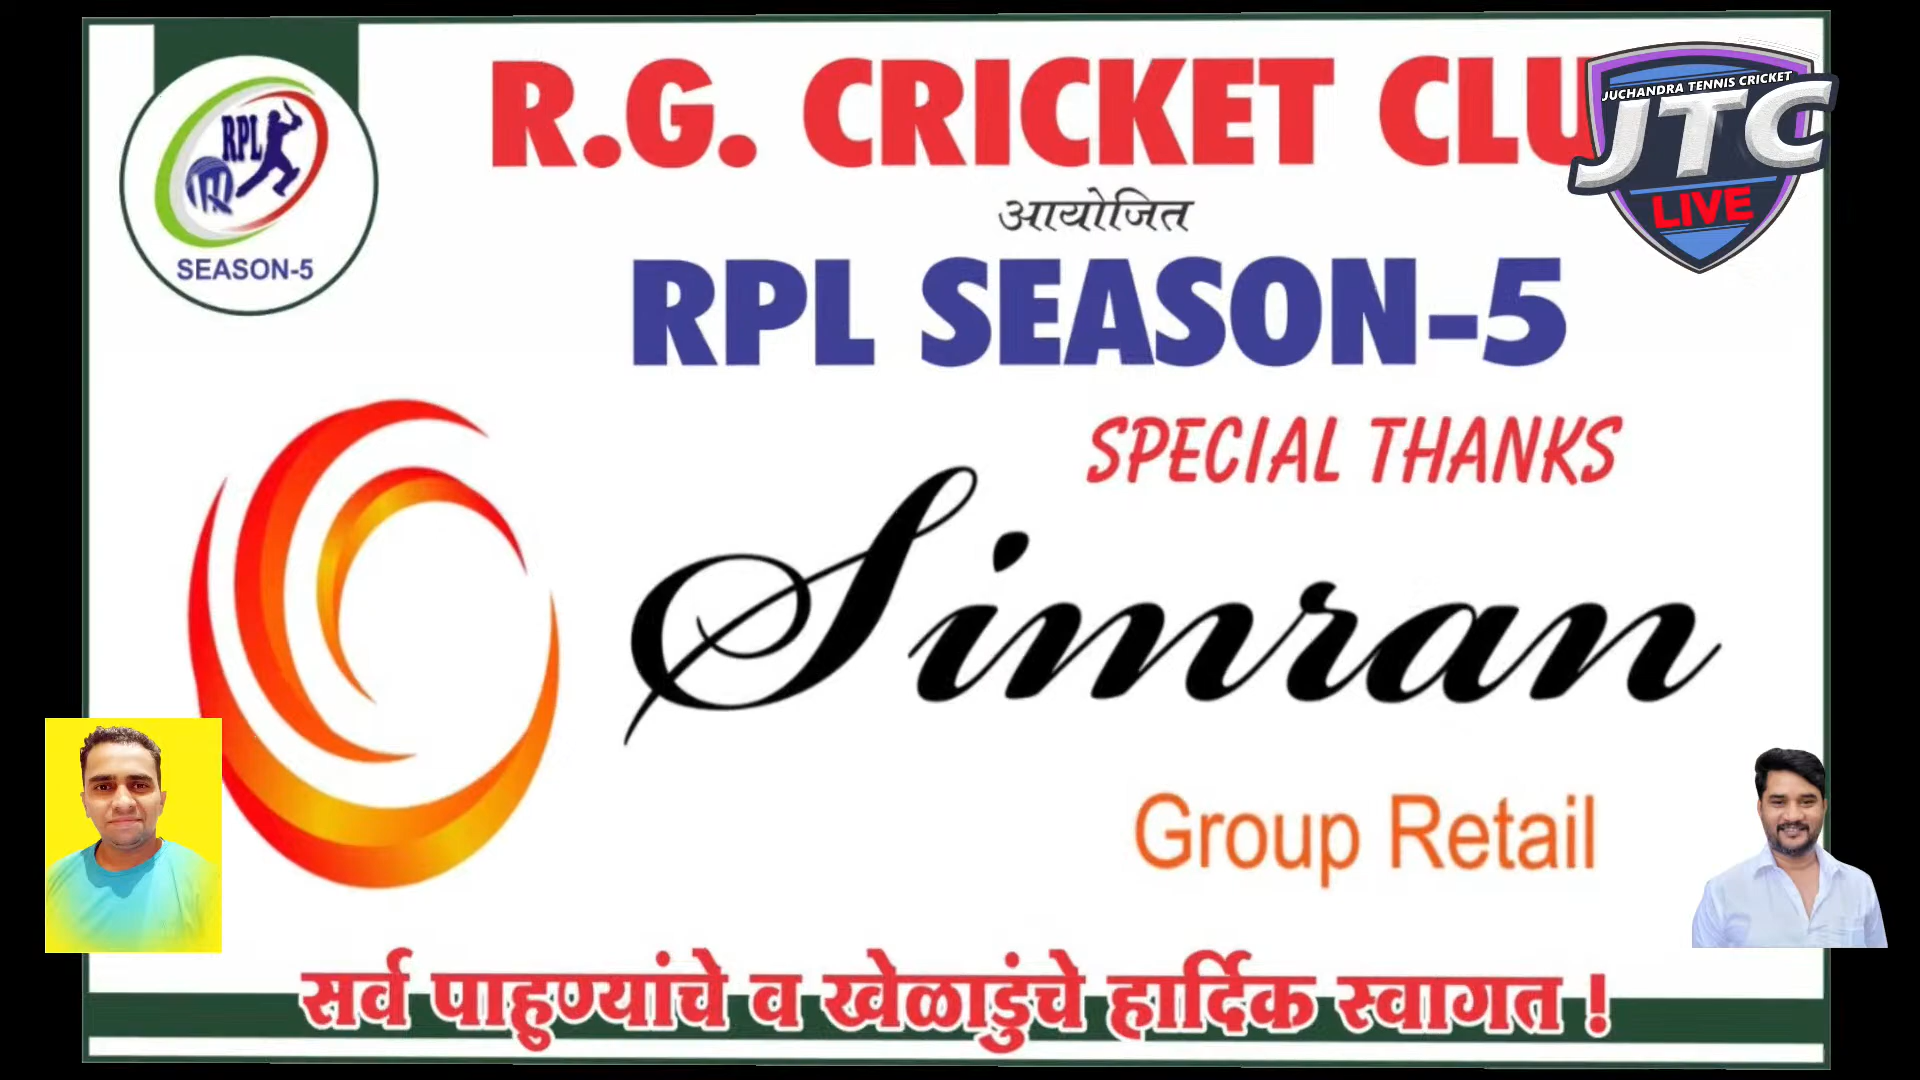 R.G. CRICKET CLU
JUCHANDRA TENNIS CRICKET
JTC
LIVE
RPL
SEASON-5
आयोजित
RPL SEASON-5
SPECIAL THANKS
Simran
Group Retail
सर्व पाहुण्यांचे व खेळाडुंचे हार्दिक स्वागत !